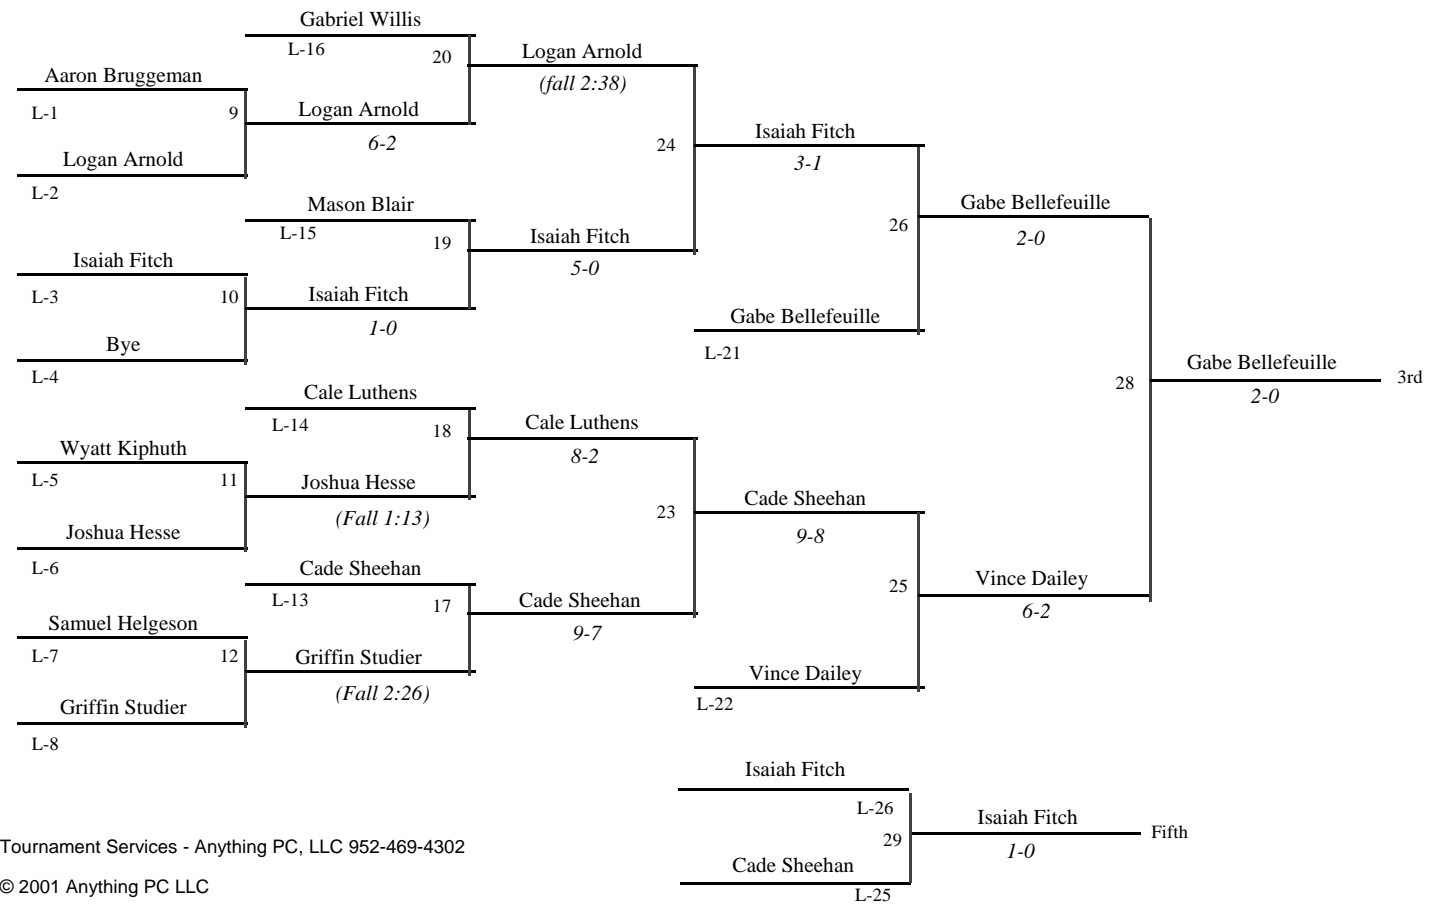 Gabriel Willis
L-16
20
Logan Arnold
(fall 2:38)
Aaron Bruggeman
L-1
9
Logan Arnold
6-2
Logan Arnold
L-2
24
Isaiah Fitch
3-1
Mason Blair
L-15
19
Isaiah Fitch
5-0
Gabe Bellefeuille
2-0
26
Isaiah Fitch
L-3
10
Isaiah Fitch
1-0
Bye
L-4
Gabe Bellefeuille
L-21
28
Gabe Bellefeuille
2-0
3rd
Cale Luthens
L-14
18
Cale Luthens
8-2
Wyatt Kiphuth
L-5
11
Joshua Hesse
(Fall 1:13)
Joshua Hesse
L-6
23
Cade Sheehan
9-8
Cade Sheehan
L-13
17
Cade Sheehan
9-7
25
Vince Dailey
6-2
Samuel Helgeson
L-7
12
Griffin Studier
(Fall 2:26)
Griffin Studier
L-8
Vince Dailey
L-22
Isaiah Fitch
L-26
29
Isaiah Fitch
1-0
Fifth
Cade Sheehan
L-25
Tournament Services - Anything PC, LLC 952-469-4302
© 2001 Anything PC LLC